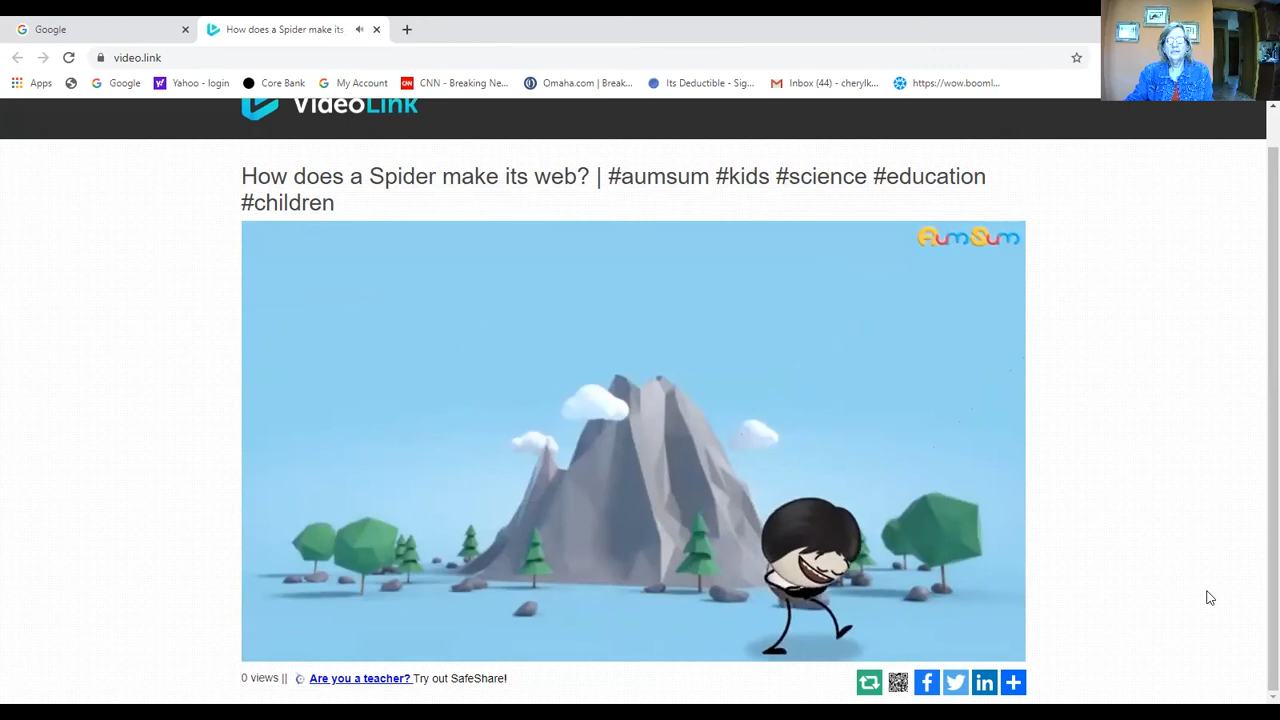 Google
How does a Spider make its
video.link
Apps
Google
Yahoo - login
Core Bank
My Account
CNN - Breaking Ne...
Omaha.com | Break...
Its Deductible - Sig...
Inbox (44) - cherylk...
https://wow.booml...
VideoLink
How does a Spider make its web? | #aumsum #kids #science #education
#children
AumSum
0 views || Are you a teacher? Try out SafeShare!